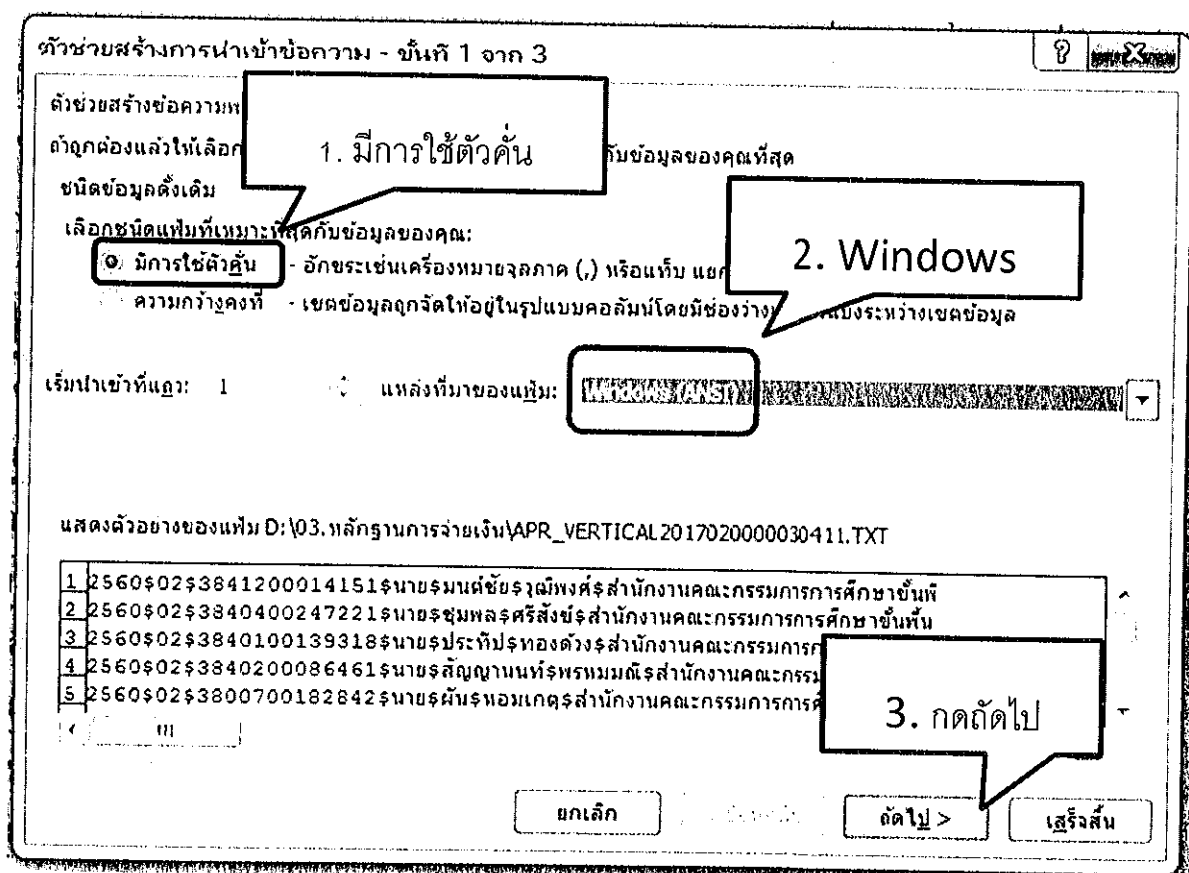 ตัวช่วยสร้างการนำเข้าข้อความ - ขั้นที่ 1 จาก 3
ตัวช่วยสร้างข้อความ
ถ้าถูกต้องแล้วให้เลือก
กับข้อมูลของคุณที่สุด
1. มีการใช้ตัวคั่น
ชนิดข้อมูลดั้งเดิม
เลือกชนิดแฟ้มที่เหมาะที่สุดกับข้อมูลของคุณ:
มีการใช้ตัวคั่น - อักขระเช่นเครื่องหมายจุลภาค (,) หรือแท็บ แยก
2. Windows
ความกว้างคงที่ - เขตข้อมูลถูกจัดให้อยู่ในรูปแบบคอลัมน์โดยมีช่องว่าง แบ่งระหว่างเขตข้อมูล
เริ่มนำเข้าที่แถว: 1 แหล่งที่มาของแฟ้ม: Windows (ANSI)
แสดงตัวอย่างของแฟ้ม D:\03.หลักฐานการจ่ายเงิน\APR_VERTICAL2017020000030411.TXT
1 2560$02$3841200014151$นาย$มนต์ชัย$วุฒิพงศ์$สำนักงานคณะกรรมการการศึกษาขั้นพื
2 2560$02$3840400247221$นาย$ชุมพล$ศรีสังข์$สำนักงานคณะกรรมการการศึกษาขั้นพื้น
3 2560$02$3840100139318$นาย$ประทีป$ทองด้วง$สำนักงานคณะกรรมการก
4 2560$02$3840200086461$นาย$สัญญานนท์$พรหมมณี$สำนักงานคณะกรรม
5 2560$02$3800700182842$นาย$ผัน$หอมเกตุ$สำนักงานคณะกรรมการการศ
3. กดถัดไป
ยกเลิก ถัดไป > เสร็จสิ้น